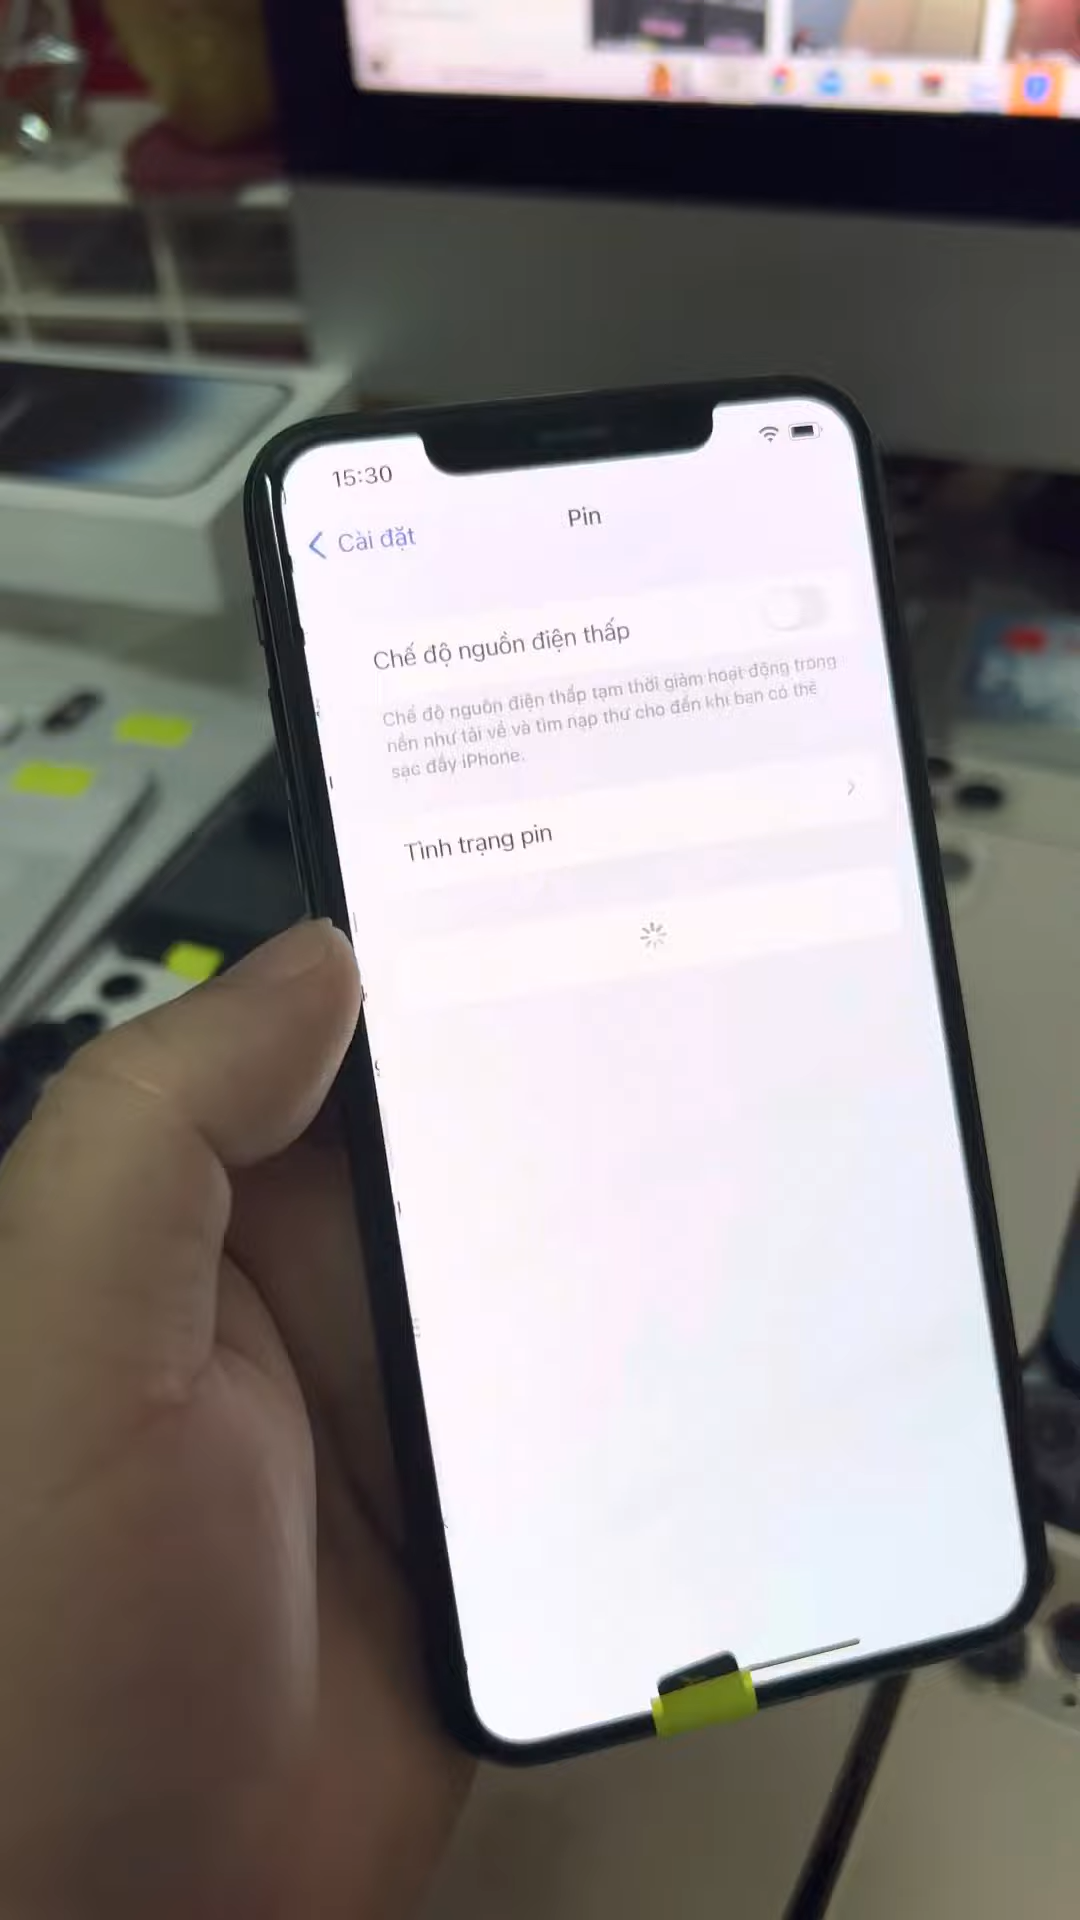 15:30
Cài đặt
Pin
Chế độ nguồn điện thấp
Chế độ nguồn điện thấp tạm thời giảm hoạt động trong
nền như tải về và tìm nạp thư cho đến khi bạn có thể
sạc đầy iPhone.
Tình trạng pin